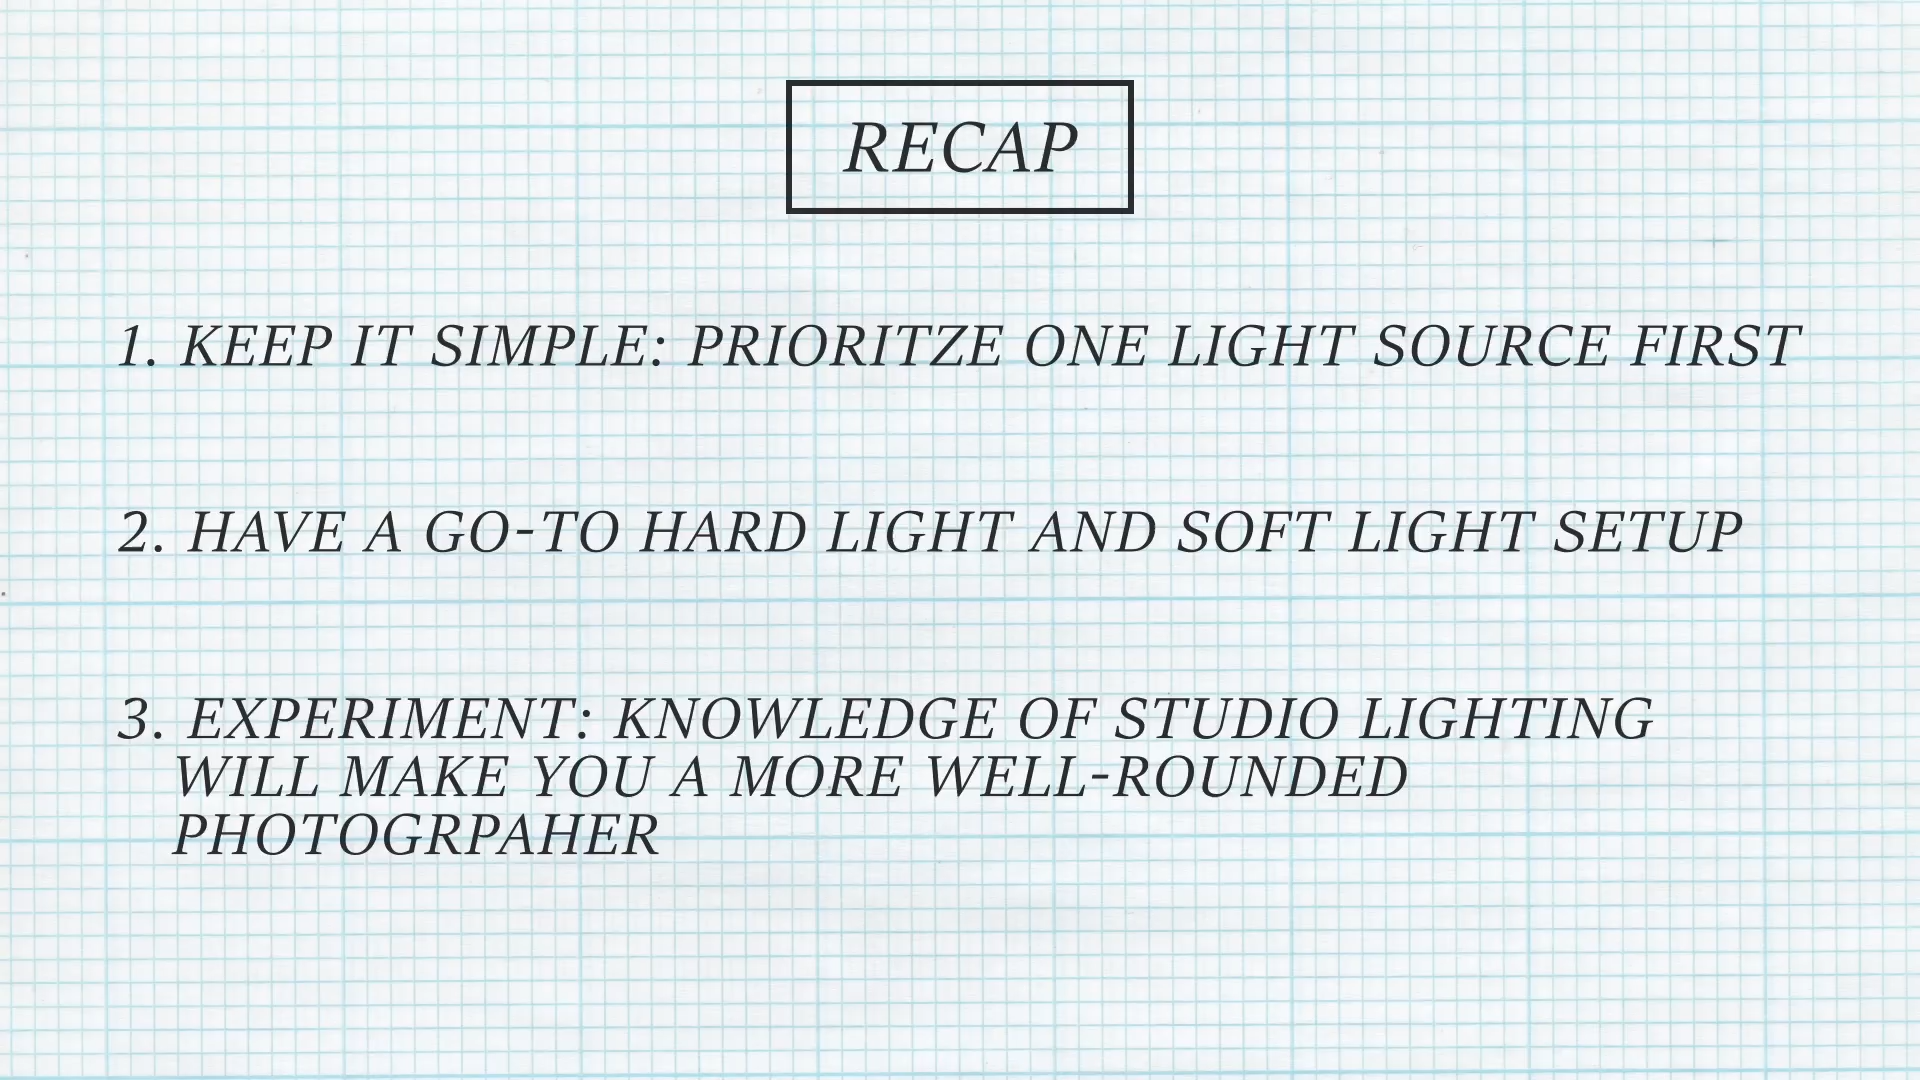 RECAP
1. KEEP IT SIMPLE: PRIORITZE ONE LIGHT SOURCE FIRST
2. HAVE A GO-TO HARD LIGHT AND SOFT LIGHT SETUP
3. EXPERIMENT: KNOWLEDGE OF STUDIO LIGHTING
WILL MAKE YOU A MORE WELL-ROUNDED
PHOTOGRPAHER